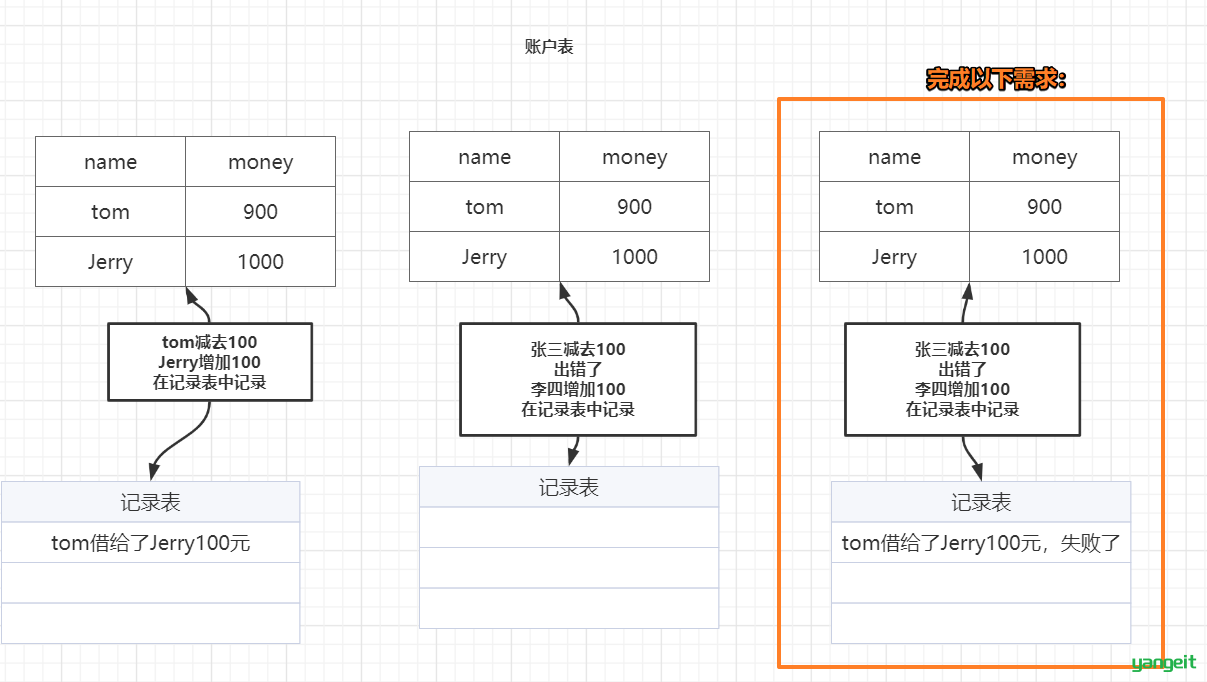 账户表
完成以下需求:
name money
tom 900
Jerry 1000
tom减去100
Jerry增加100
在记录表中记录
记录表
tom借给了Jerry100元
name money
tom 900
Jerry 1000
张三减去100
出错了
李四增加100
在记录表中记录
记录表
name money
tom 900
Jerry 1000
张三减去100
出错了
李四增加100
在记录表中记录
记录表
tom借给了Jerry100元，失败了
yangeit